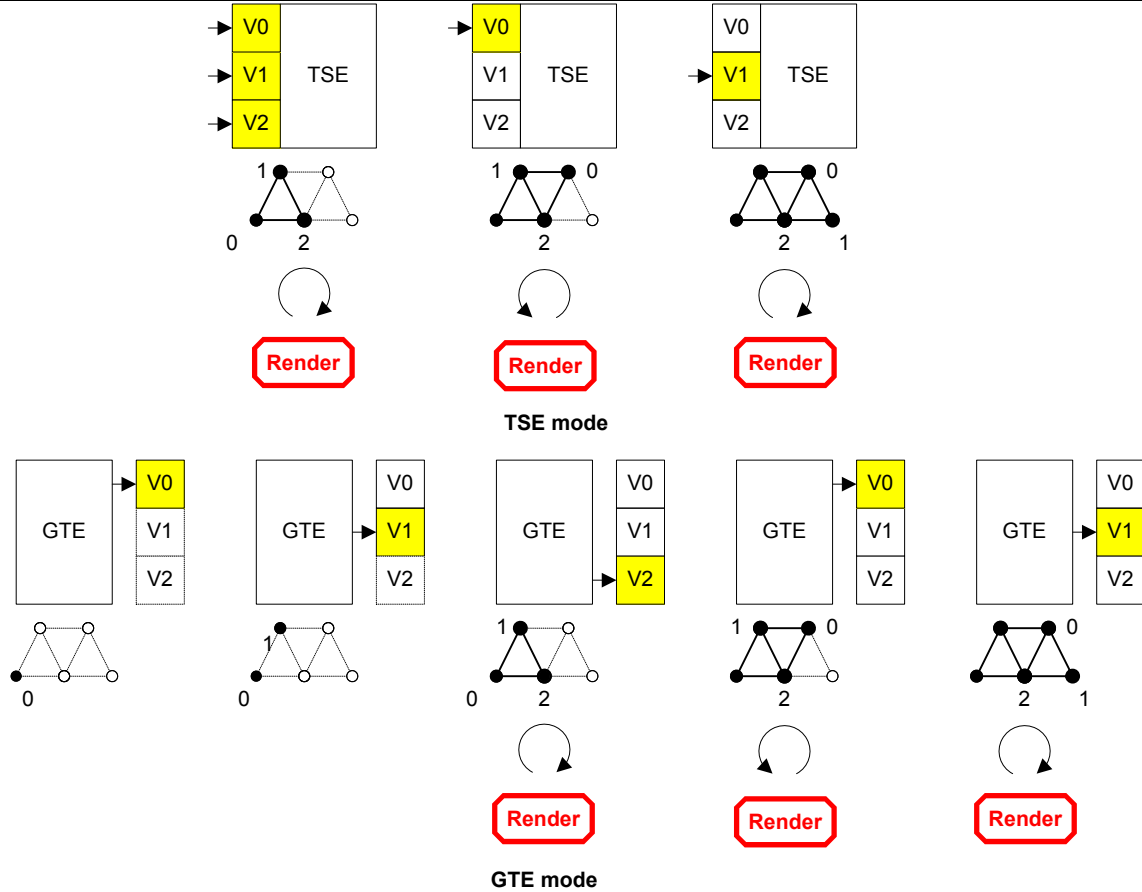 V0 V0 V0
V1 TSE V1 TSE V1 TSE
V2 V2 V2
1 1 0 0
0 2 2 2 1
Render Render Render
TSE mode
V0 V0 V0 V0 V0
GTE V1 GTE V1 GTE V1 GTE V1 GTE V1
V2 V2 V2 V2 V2
1 1 1 0 0
0 0 0 2 2 2 1
Render Render Render
GTE mode